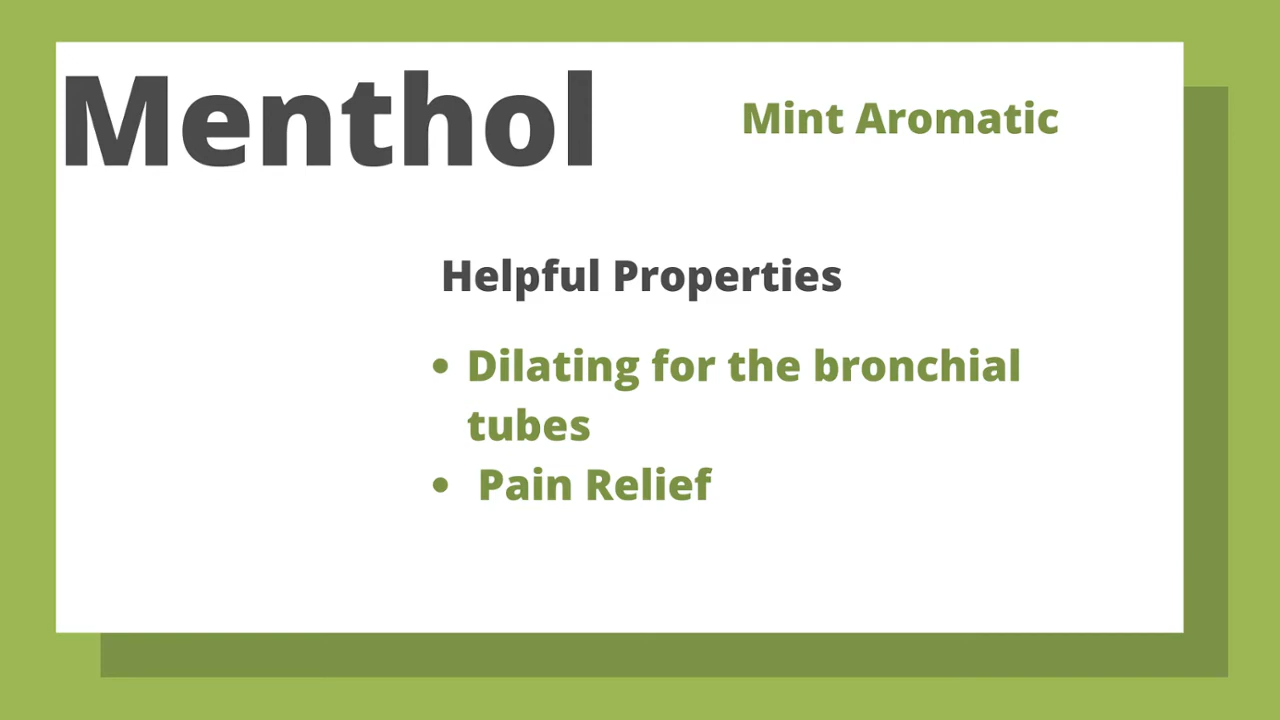 Menthol
Mint Aromatic
Helpful Properties
• Dilating for the bronchial
tubes
• Pain Relief